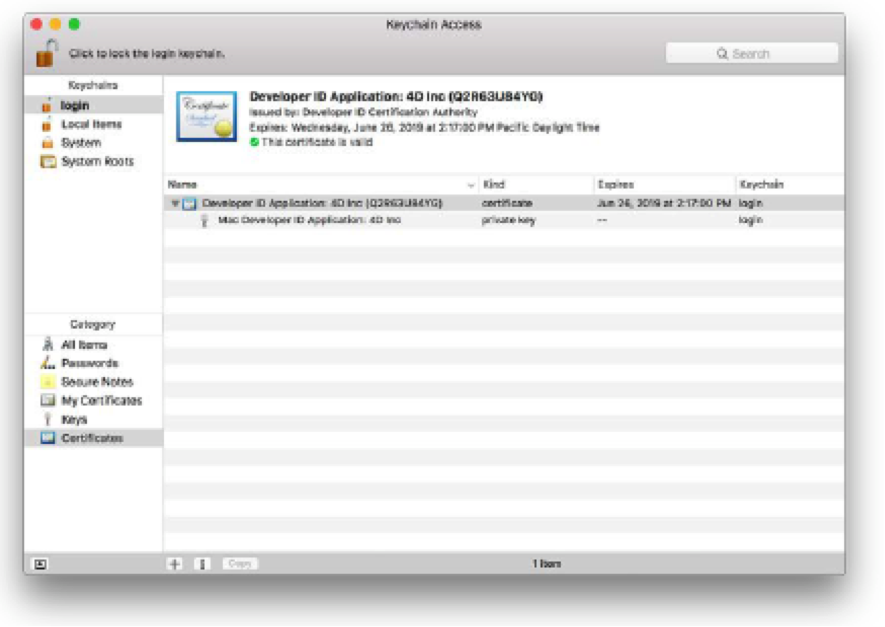 Keychain Access
Click to lock the login keychain.
Search
Keychains
login
Local Items
System
System Roots
Developer ID Application: 4D Inc (Q2R63U84YG)
Issued by: Developer ID Certification Authority
Expires: Wednesday, June 26, 2019 at 2:17:00 PM Pacific Daylight Time
This certificate is valid
Name Kind Expires Keychain
Developer ID Application: 4D Inc (Q2R63U84YG) certificate Jun 26, 2019 at 2:17:00 PM login
Mac Developer ID Application: 4D Inc private key -- login
Category
All Items
Passwords
Secure Notes
My Certificates
Keys
Certificates
+ i Copy 1 item